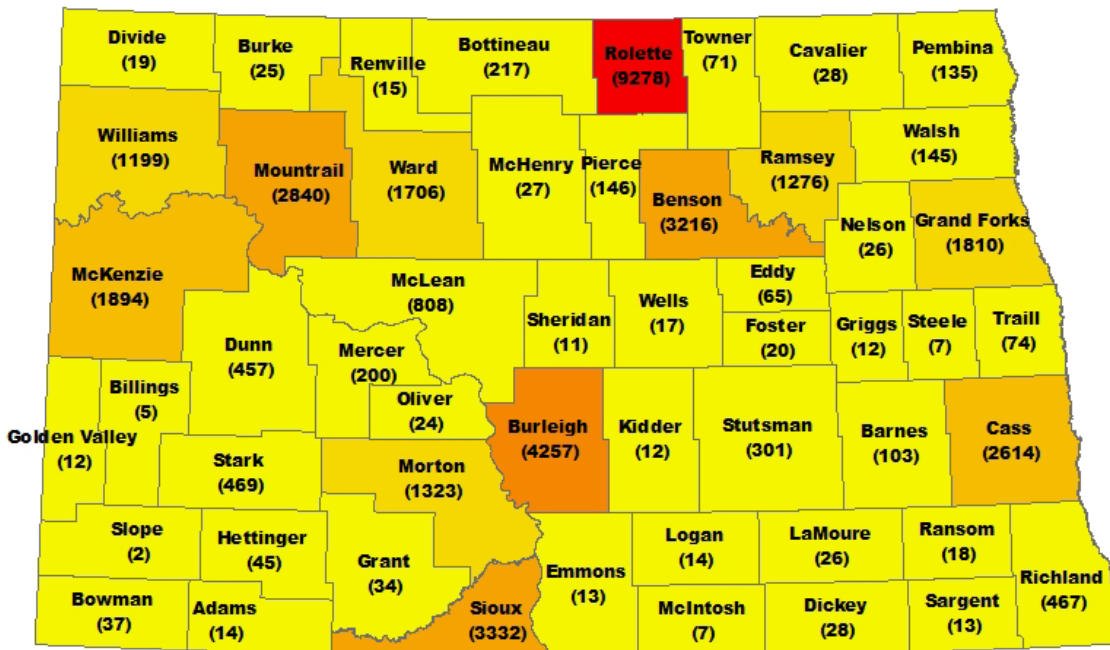 Divide
(19)
Burke
(25)
Renville
(15)
Bottineau
(217)
Rolette
(9278)
Towner
(71)
Cavalier
(28)
Pembina
(135)
Williams
(1199)
Mountrail
(2840)
Ward
(1706)
McHenry
(27)
Pierce
(146)
Benson
(3216)
Ramsey
(1276)
Walsh
(145)
Nelson
(26)
Grand Forks
(1810)
McKenzie
(1894)
McLean
(808)
Sheridan
(11)
Wells
(17)
Eddy
(65)
Foster
(20)
Griggs
(12)
Steele
(7)
Traill
(74)
Dunn
(457)
Mercer
(200)
Oliver
(24)
Billings
(5)
Golden Valley
(12)
Stark
(469)
Morton
(1323)
Burleigh
(4257)
Kidder
(12)
Stutsman
(301)
Barnes
(103)
Cass
(2614)
Slope
(2)
Hettinger
(45)
Grant
(34)
Emmons
(13)
Logan
(14)
LaMoure
(26)
Ransom
(18)
Richland
(467)
Bowman
(37)
Adams
(14)
Sioux
(3332)
McIntosh
(7)
Dickey
(28)
Sargent
(13)